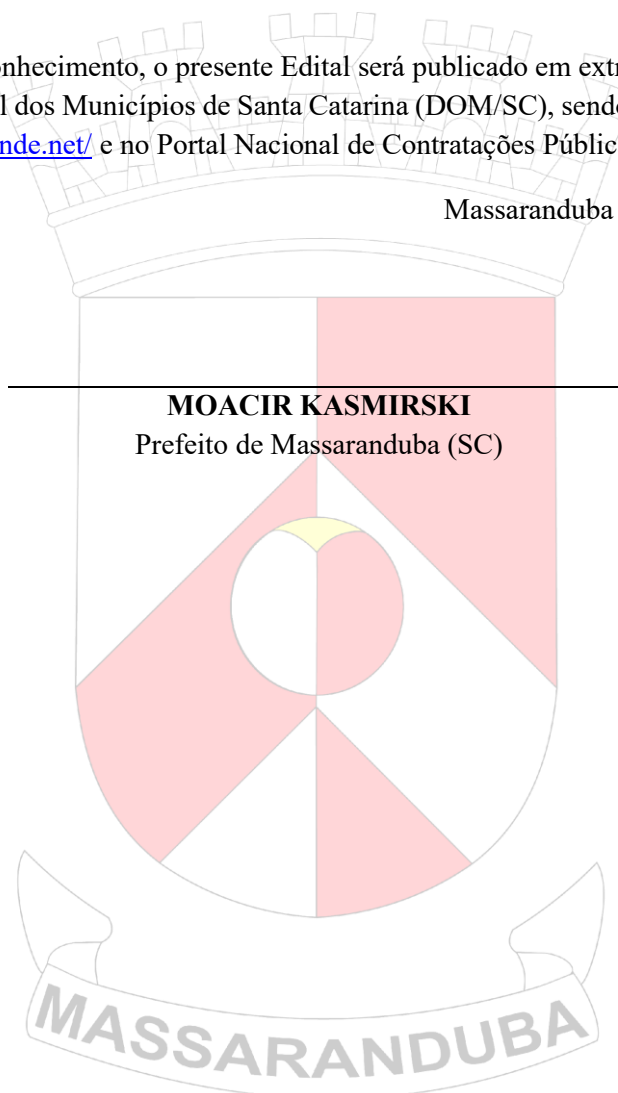 onhecimento, o presente Edital será publicado em extr
l dos Municípios de Santa Catarina (DOM/SC), send
nde.net/ e no Portal Nacional de Contratações Públic
Massaranduba
MOACIR KASMIRSKI
Prefeito de Massaranduba (SC)
MASSARANDUBA